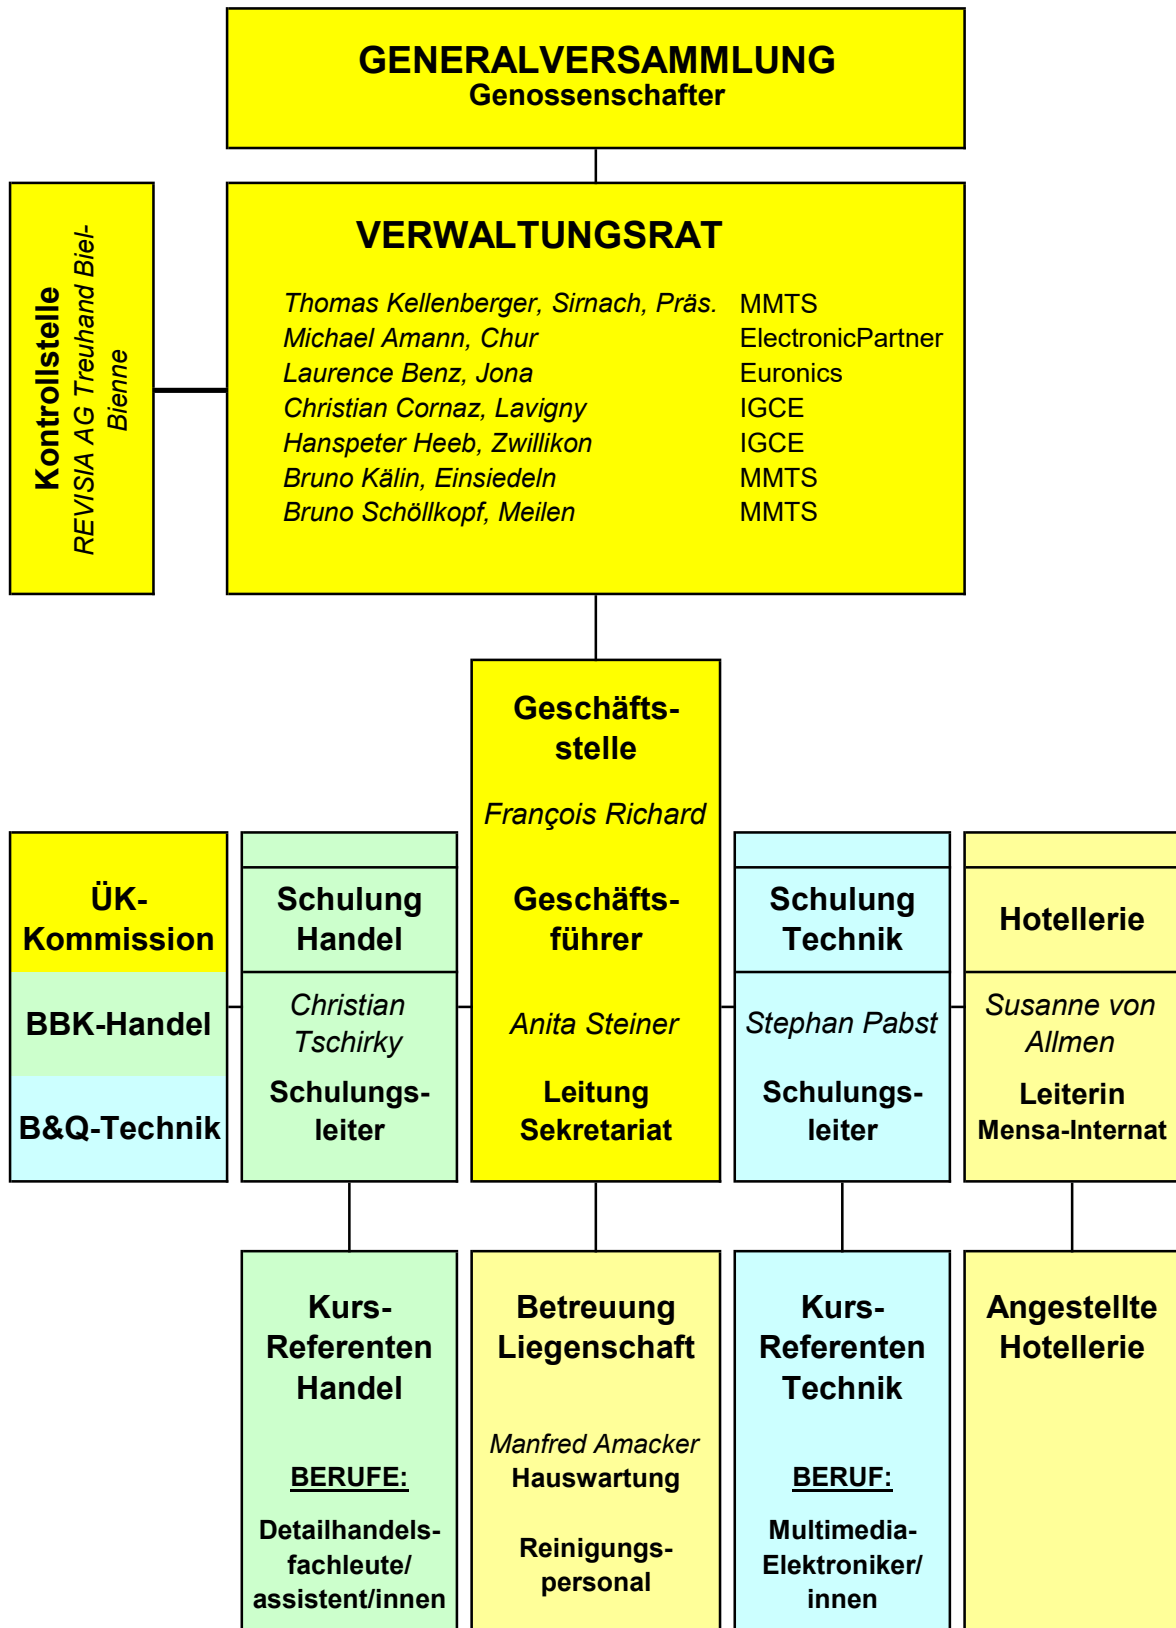 GENERALVERSAMMLUNG
Genossenschafter
Kontrollstelle
REVISIA AG Treuhand Biel-
Bienne
VERWALTUNGSRAT
Thomas Kellenberger, Sirnach, Präs. MMTS
Michael Amann, Chur ElectronicPartner
Laurence Benz, Jona Euronics
Christian Cornaz, Lavigny IGCE
Hanspeter Heeb, Zwillikon IGCE
Bruno Kälin, Einsiedeln MMTS
Bruno Schöllkopf, Meilen MMTS
Geschäfts-
stelle
François Richard
Geschäfts-
führer
Anita Steiner
Leitung
Sekretariat
ÜK-
Kommission
BBK-Handel
B&Q-Technik
Schulung
Handel
Christian
Tschirky
Schulungs-
leiter
Schulung
Technik
Stephan Pabst
Schulungs-
leiter
Hotellerie
Susanne von
Allmen
Leiterin
Mensa-Internat
Kurs-
Referenten
Handel
BERUFE:
Detailhandels-
fachleute/
assistent/innen
Betreuung
Liegenschaft
Manfred Amacker
Hauswartung
Reinigungs-
personal
Kurs-
Referenten
Technik
BERUF:
Multimedia-
Elektroniker/
innen
Angestellte
Hotellerie